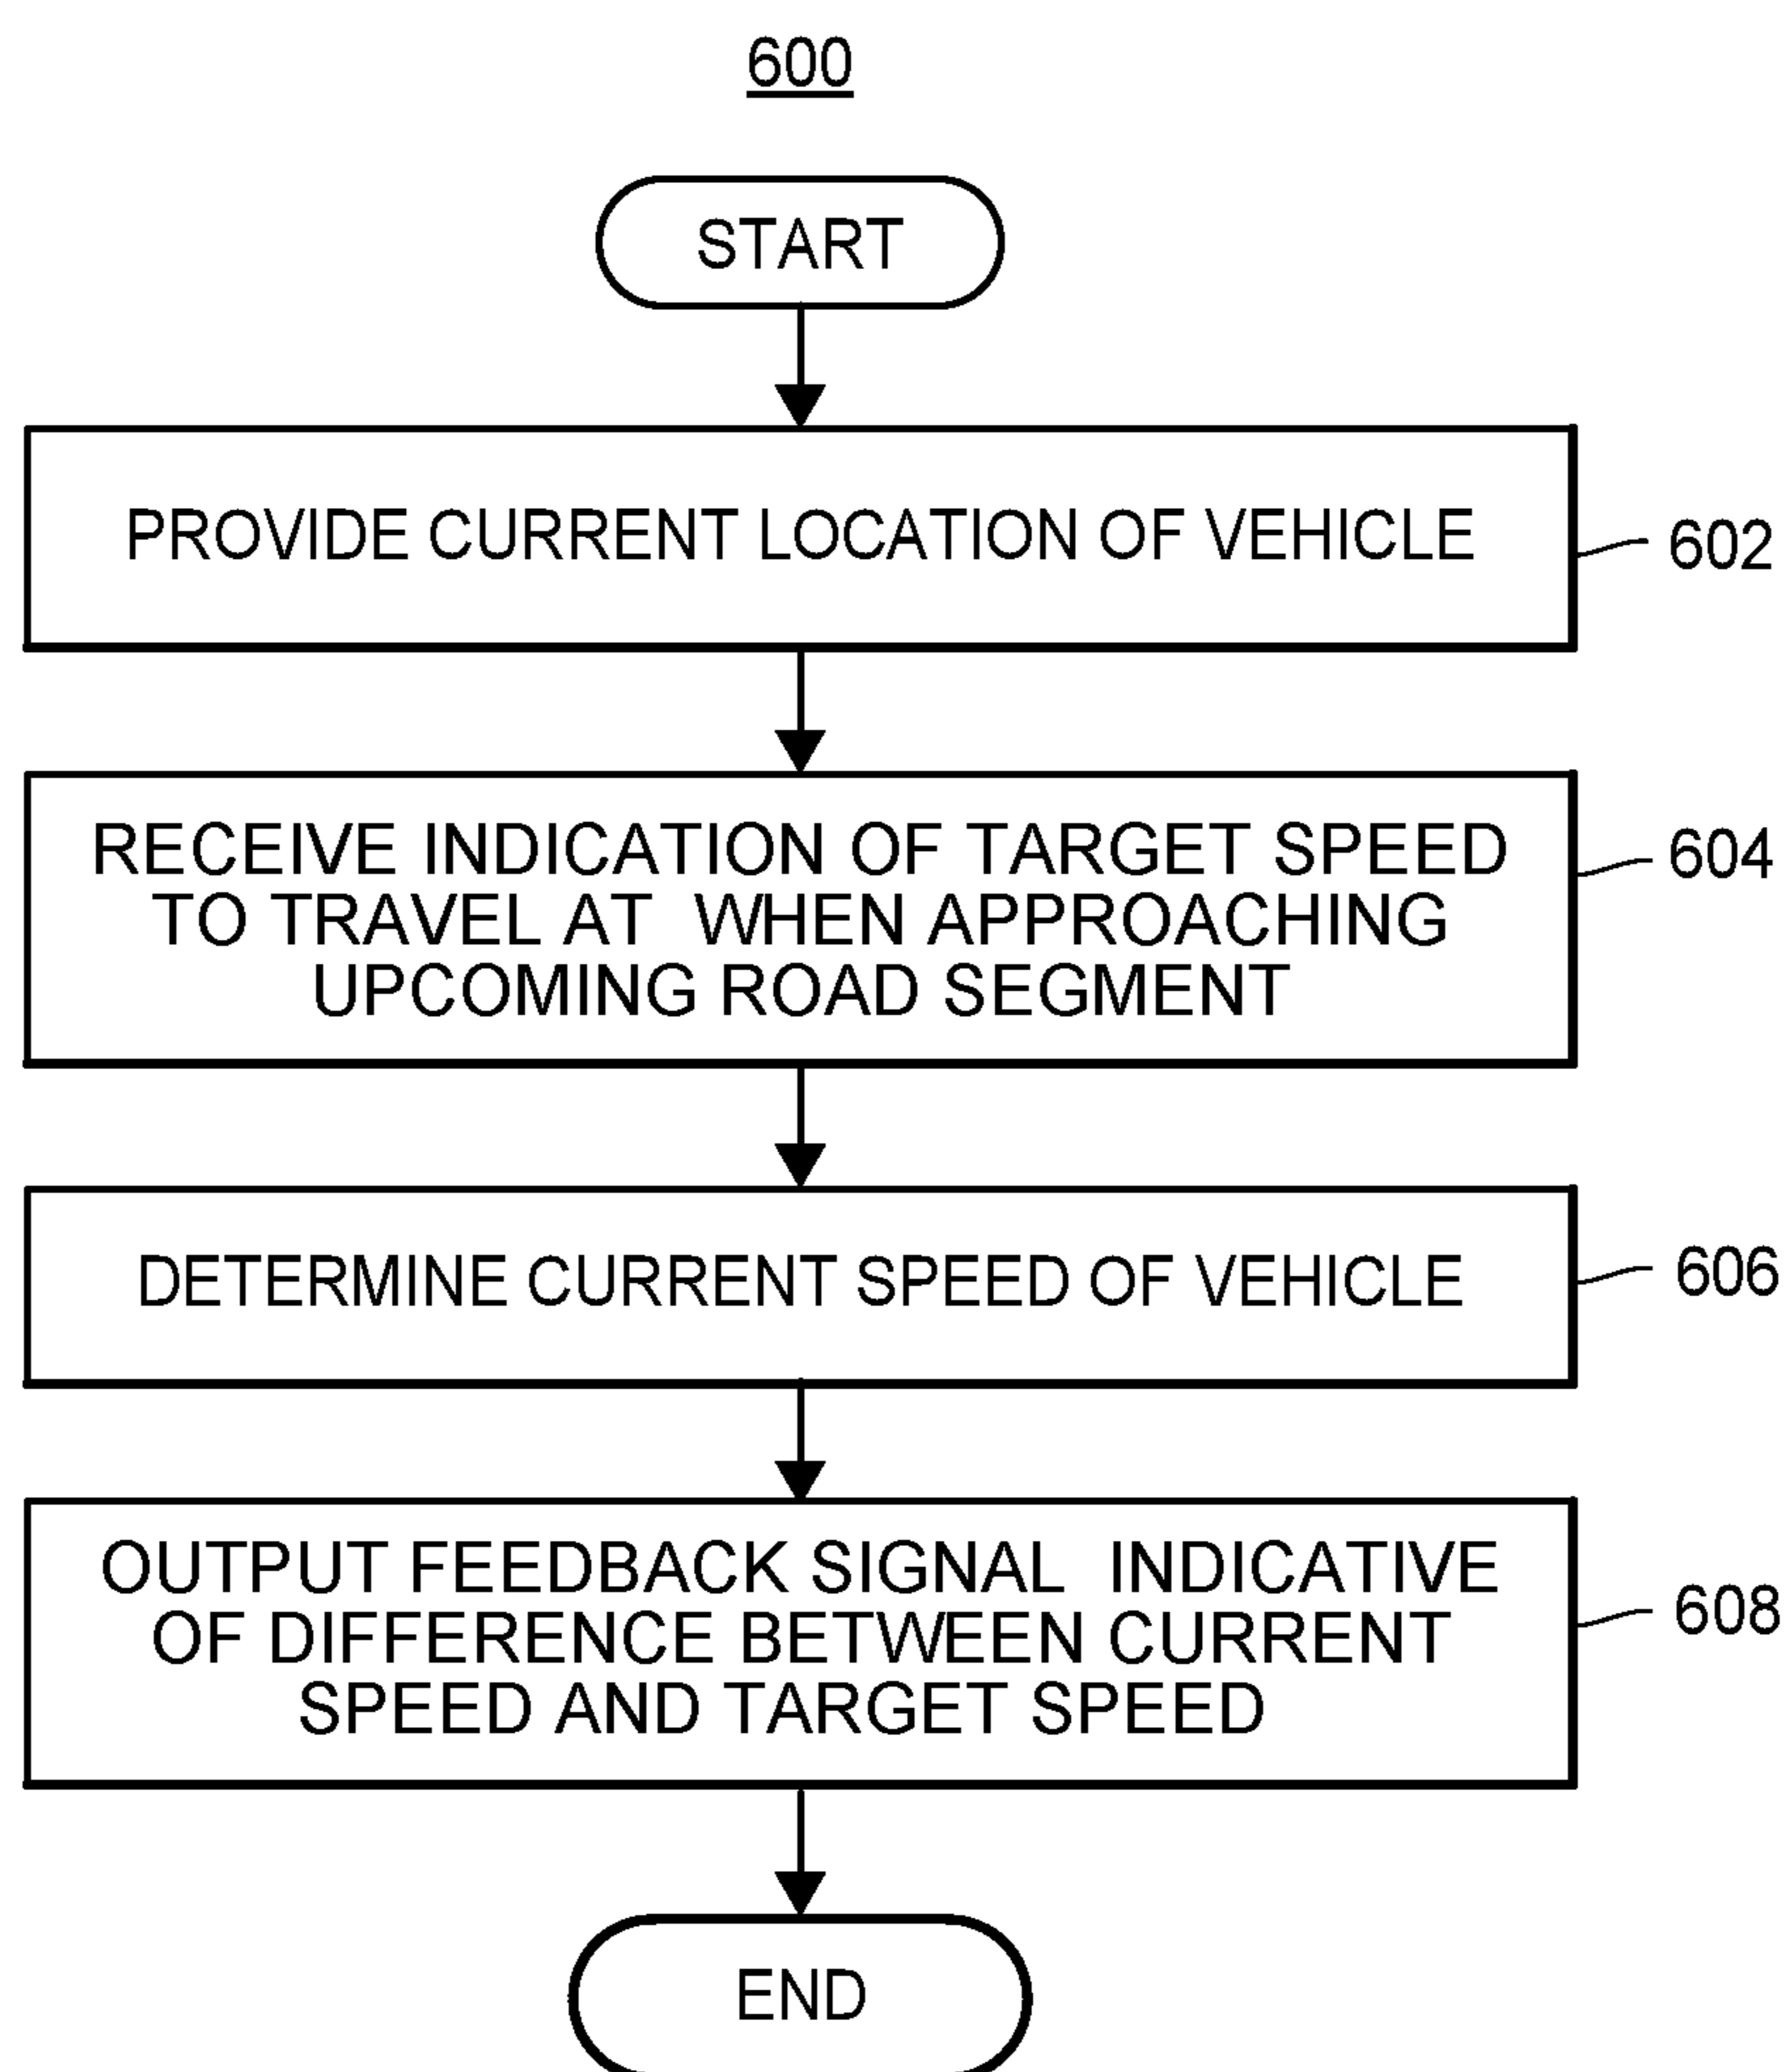 600
START
PROVIDE CURRENT LOCATION OF VEHICLE
602
RECEIVE INDICATION OF TARGET SPEED
TO TRAVEL AT WHEN APPROACHING
UPCOMING ROAD SEGMENT
604
DETERMINE CURRENT SPEED OF VEHICLE
606
OUTPUT FEEDBACK SIGNAL INDICATIVE
OF DIFFERENCE BETWEEN CURRENT
SPEED AND TARGET SPEED
608
END